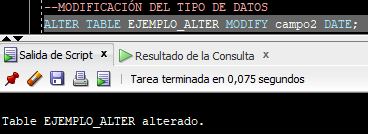 --MODIFICACIÓN DEL TIPO DE DATOS
ALTER TABLE EJEMPLO_ALTER MODIFY campo2 DATE;
Salida de Script x Resultado de la Consulta x
Tarea terminada en 0,075 segundos
Table EJEMPLO_ALTER alterado.